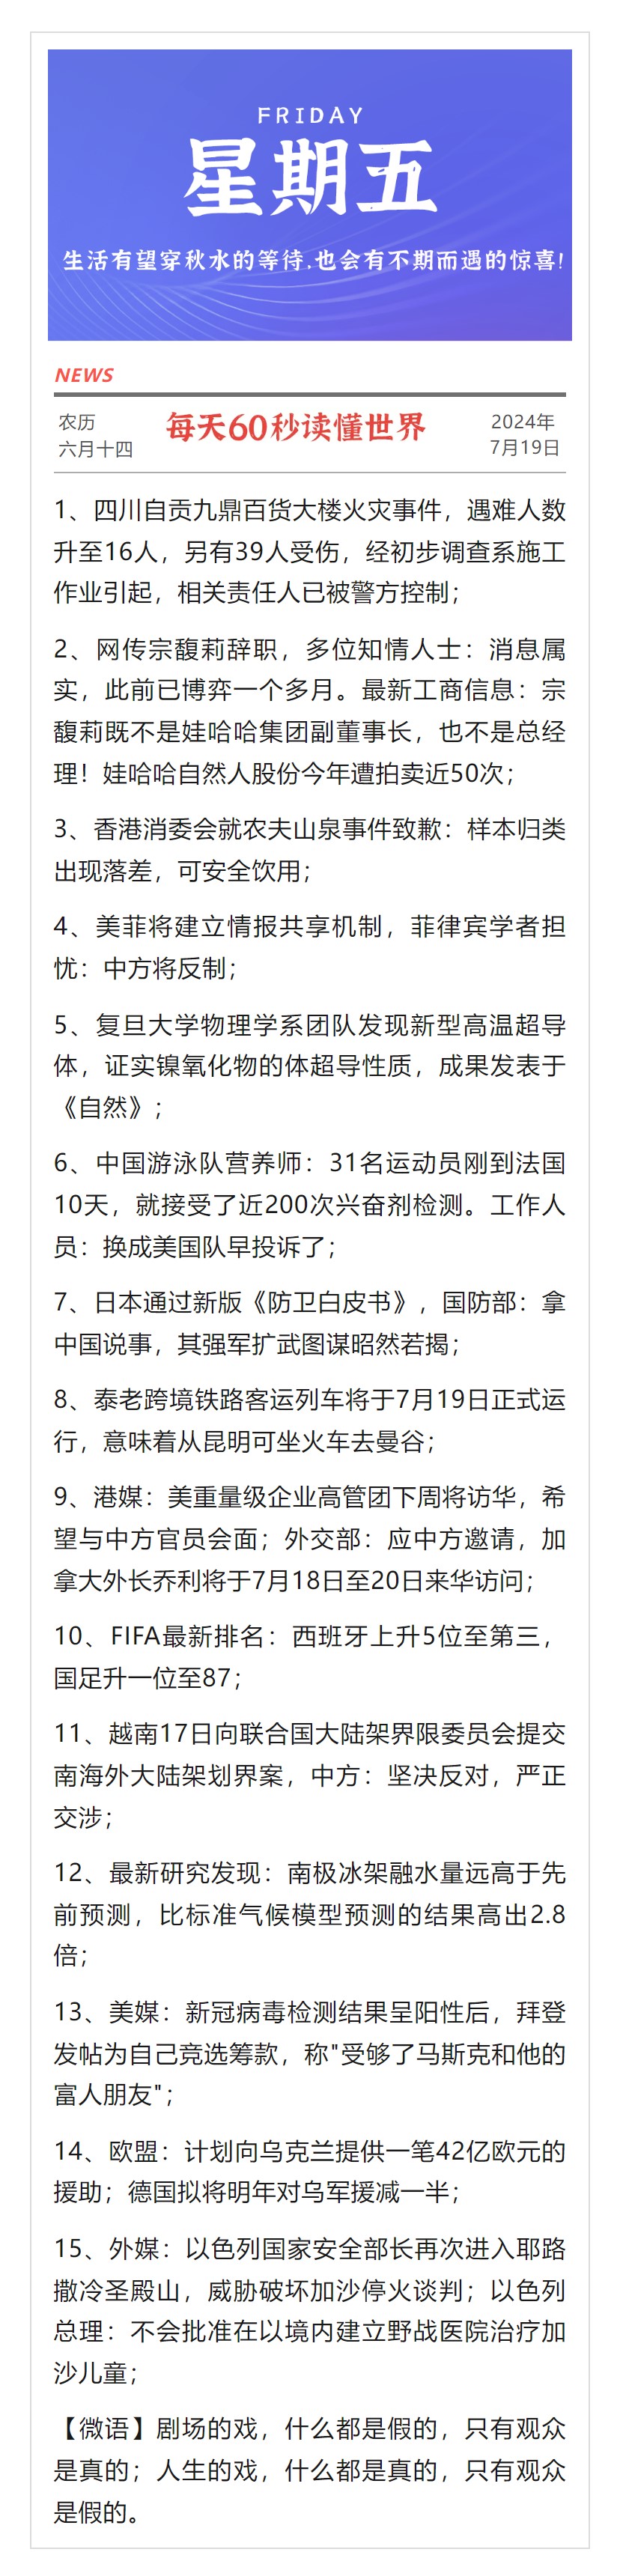 FRIDAY
星期五
生活有望穿秋水的等待,也会有不期而遇的惊喜!
NEWS
农历
六月十四
每天60秒读懂世界
2024年
7月19日
1、四川自贡九鼎百货大楼火灾事件，遇难人数
升至16人，另有39人受伤，经初步调查系施工
作业引起，相关责任人已被警方控制；
2、网传宗馥莉辞职，多位知情人士：消息属
实，此前已博弈一个多月。最新工商信息：宗
馥莉既不是娃哈哈集团副董事长，也不是总经
理！娃哈哈自然人股份今年遭拍卖近50次；
3、香港消委会就农夫山泉事件致歉：样本归类
出现落差，可安全饮用；
4、美菲将建立情报共享机制，菲律宾学者担
忧：中方将反制；
5、复旦大学物理学系团队发现新型高温超导
体，证实镍氧化物的体超导性质，成果发表于
《自然》；
6、中国游泳队营养师：31名运动员刚到法国
10天，就接受了近200次兴奋剂检测。工作人
员：换成美国队早投诉了；
7、日本通过新版《防卫白皮书》，国防部：拿
中国说事，其强军扩武图谋昭然若揭；
8、泰老跨境铁路客运列车将于7月19日正式运
行，意味着从昆明可坐火车去曼谷；
9、港媒：美重量级企业高管团下周将访华，希
望与中方官员会面；外交部：应中方邀请，加
拿大外长乔利将于7月18日至20日来华访问；
10、FIFA最新排名：西班牙上升5位至第三，
国足升一位至87；
11、越南17日向联合国大陆架界限委员会提交
南海外大陆架划界案，中方：坚决反对，严正
交涉；
12、最新研究发现：南极冰架融水量远高于先
前预测，比标准气候模型预测的结果高出2.8
倍；
13、美媒：新冠病毒检测结果呈阳性后，拜登
发帖为自己竞选筹款，称"受够了马斯克和他的
富人朋友"；
14、欧盟：计划向乌克兰提供一笔42亿欧元的
援助；德国拟将明年对乌军援减一半；
15、外媒：以色列国家安全部长再次进入耶路
撒冷圣殿山，威胁破坏加沙停火谈判；以色列
总理：不会批准在以境内建立野战医院治疗加
沙儿童；
【微语】剧场的戏，什么都是假的，只有观众
是真的；人生的戏，什么都是真的，只有观众
是假的。